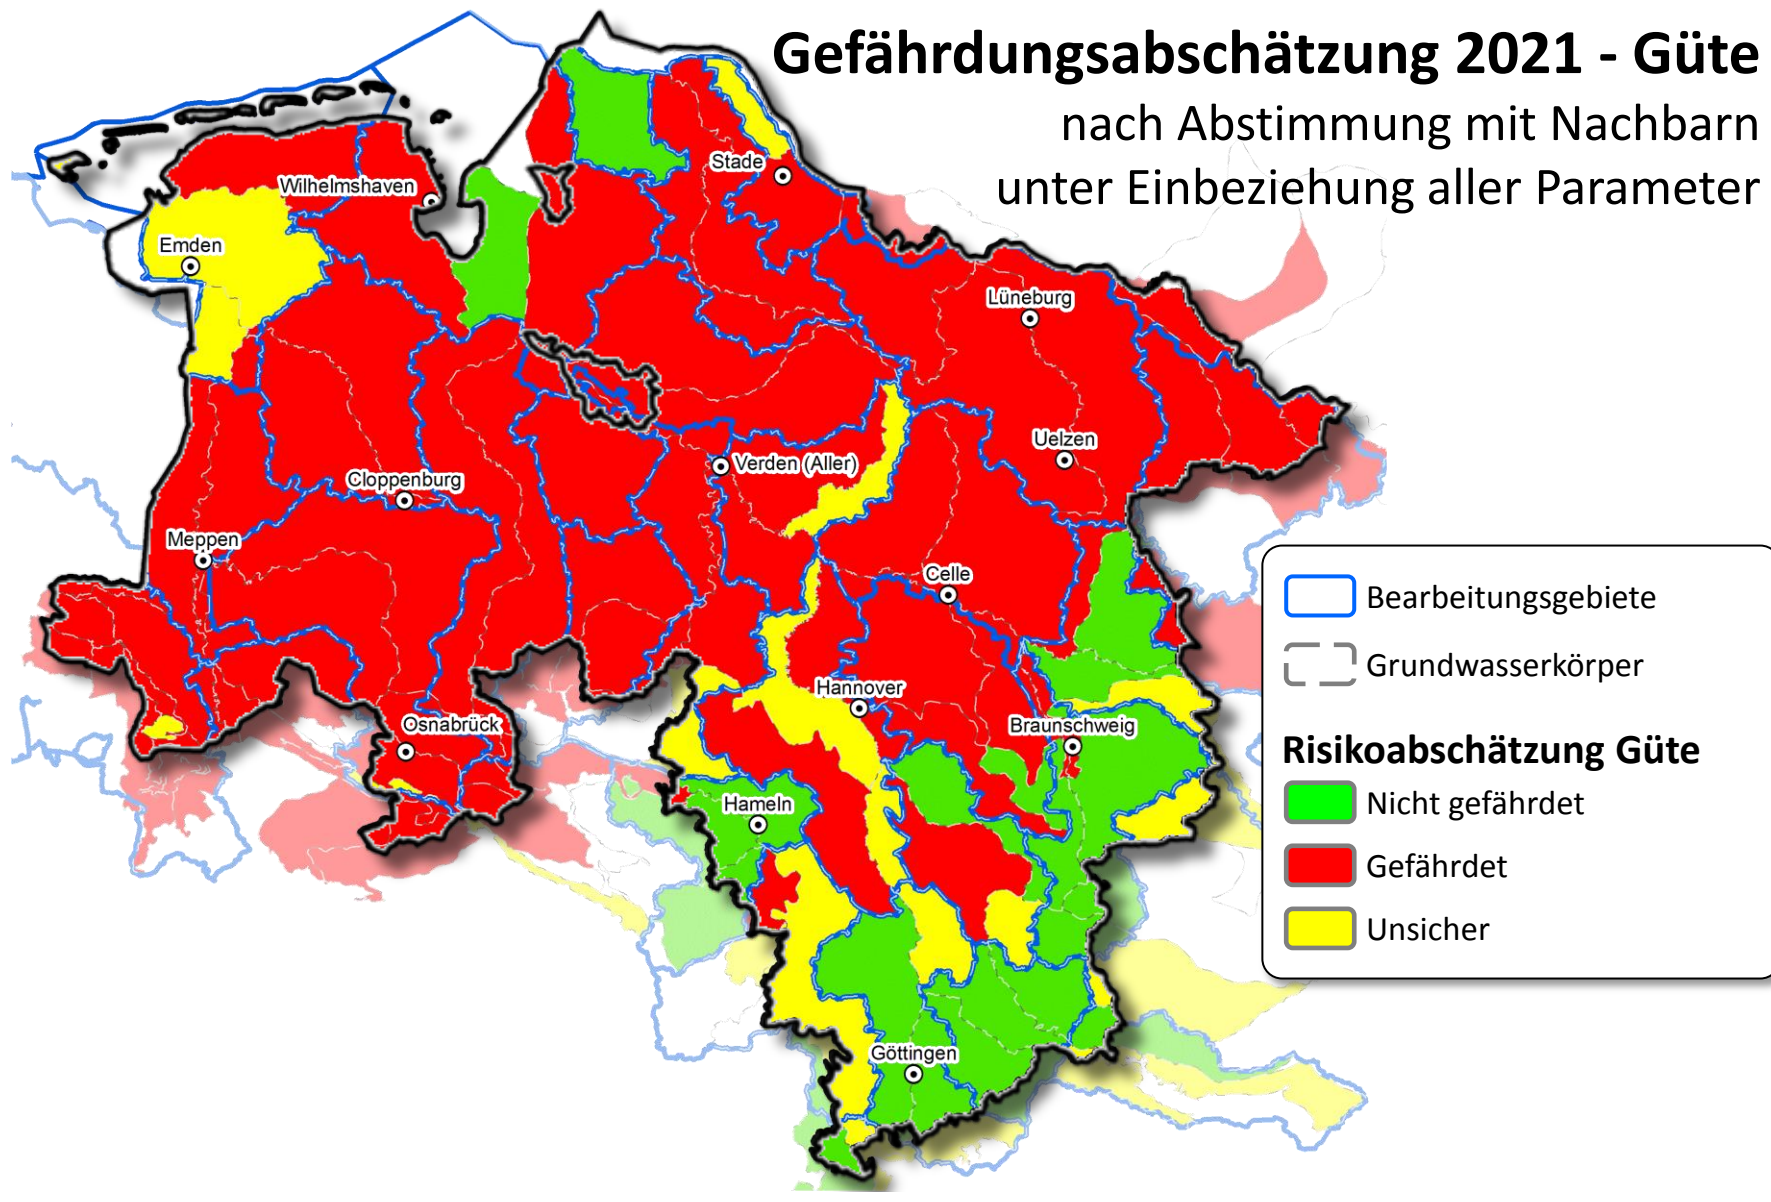 Gefährdungsabschätzung 2021 - Güte
nach Abstimmung mit Nachbarn
unter Einbeziehung aller Parameter
Stade
Wilhelmshaven
Emden
Lüneburg
Uelzen
Verden (Aller)
Cloppenburg
Meppen
Celle
Hannover
Osnabrück
Braunschweig
Hameln
Göttingen
Bearbeitungsgebiete
Grundwasserkörper
Risikoabschätzung Güte
Nicht gefährdet
Gefährdet
Unsicher